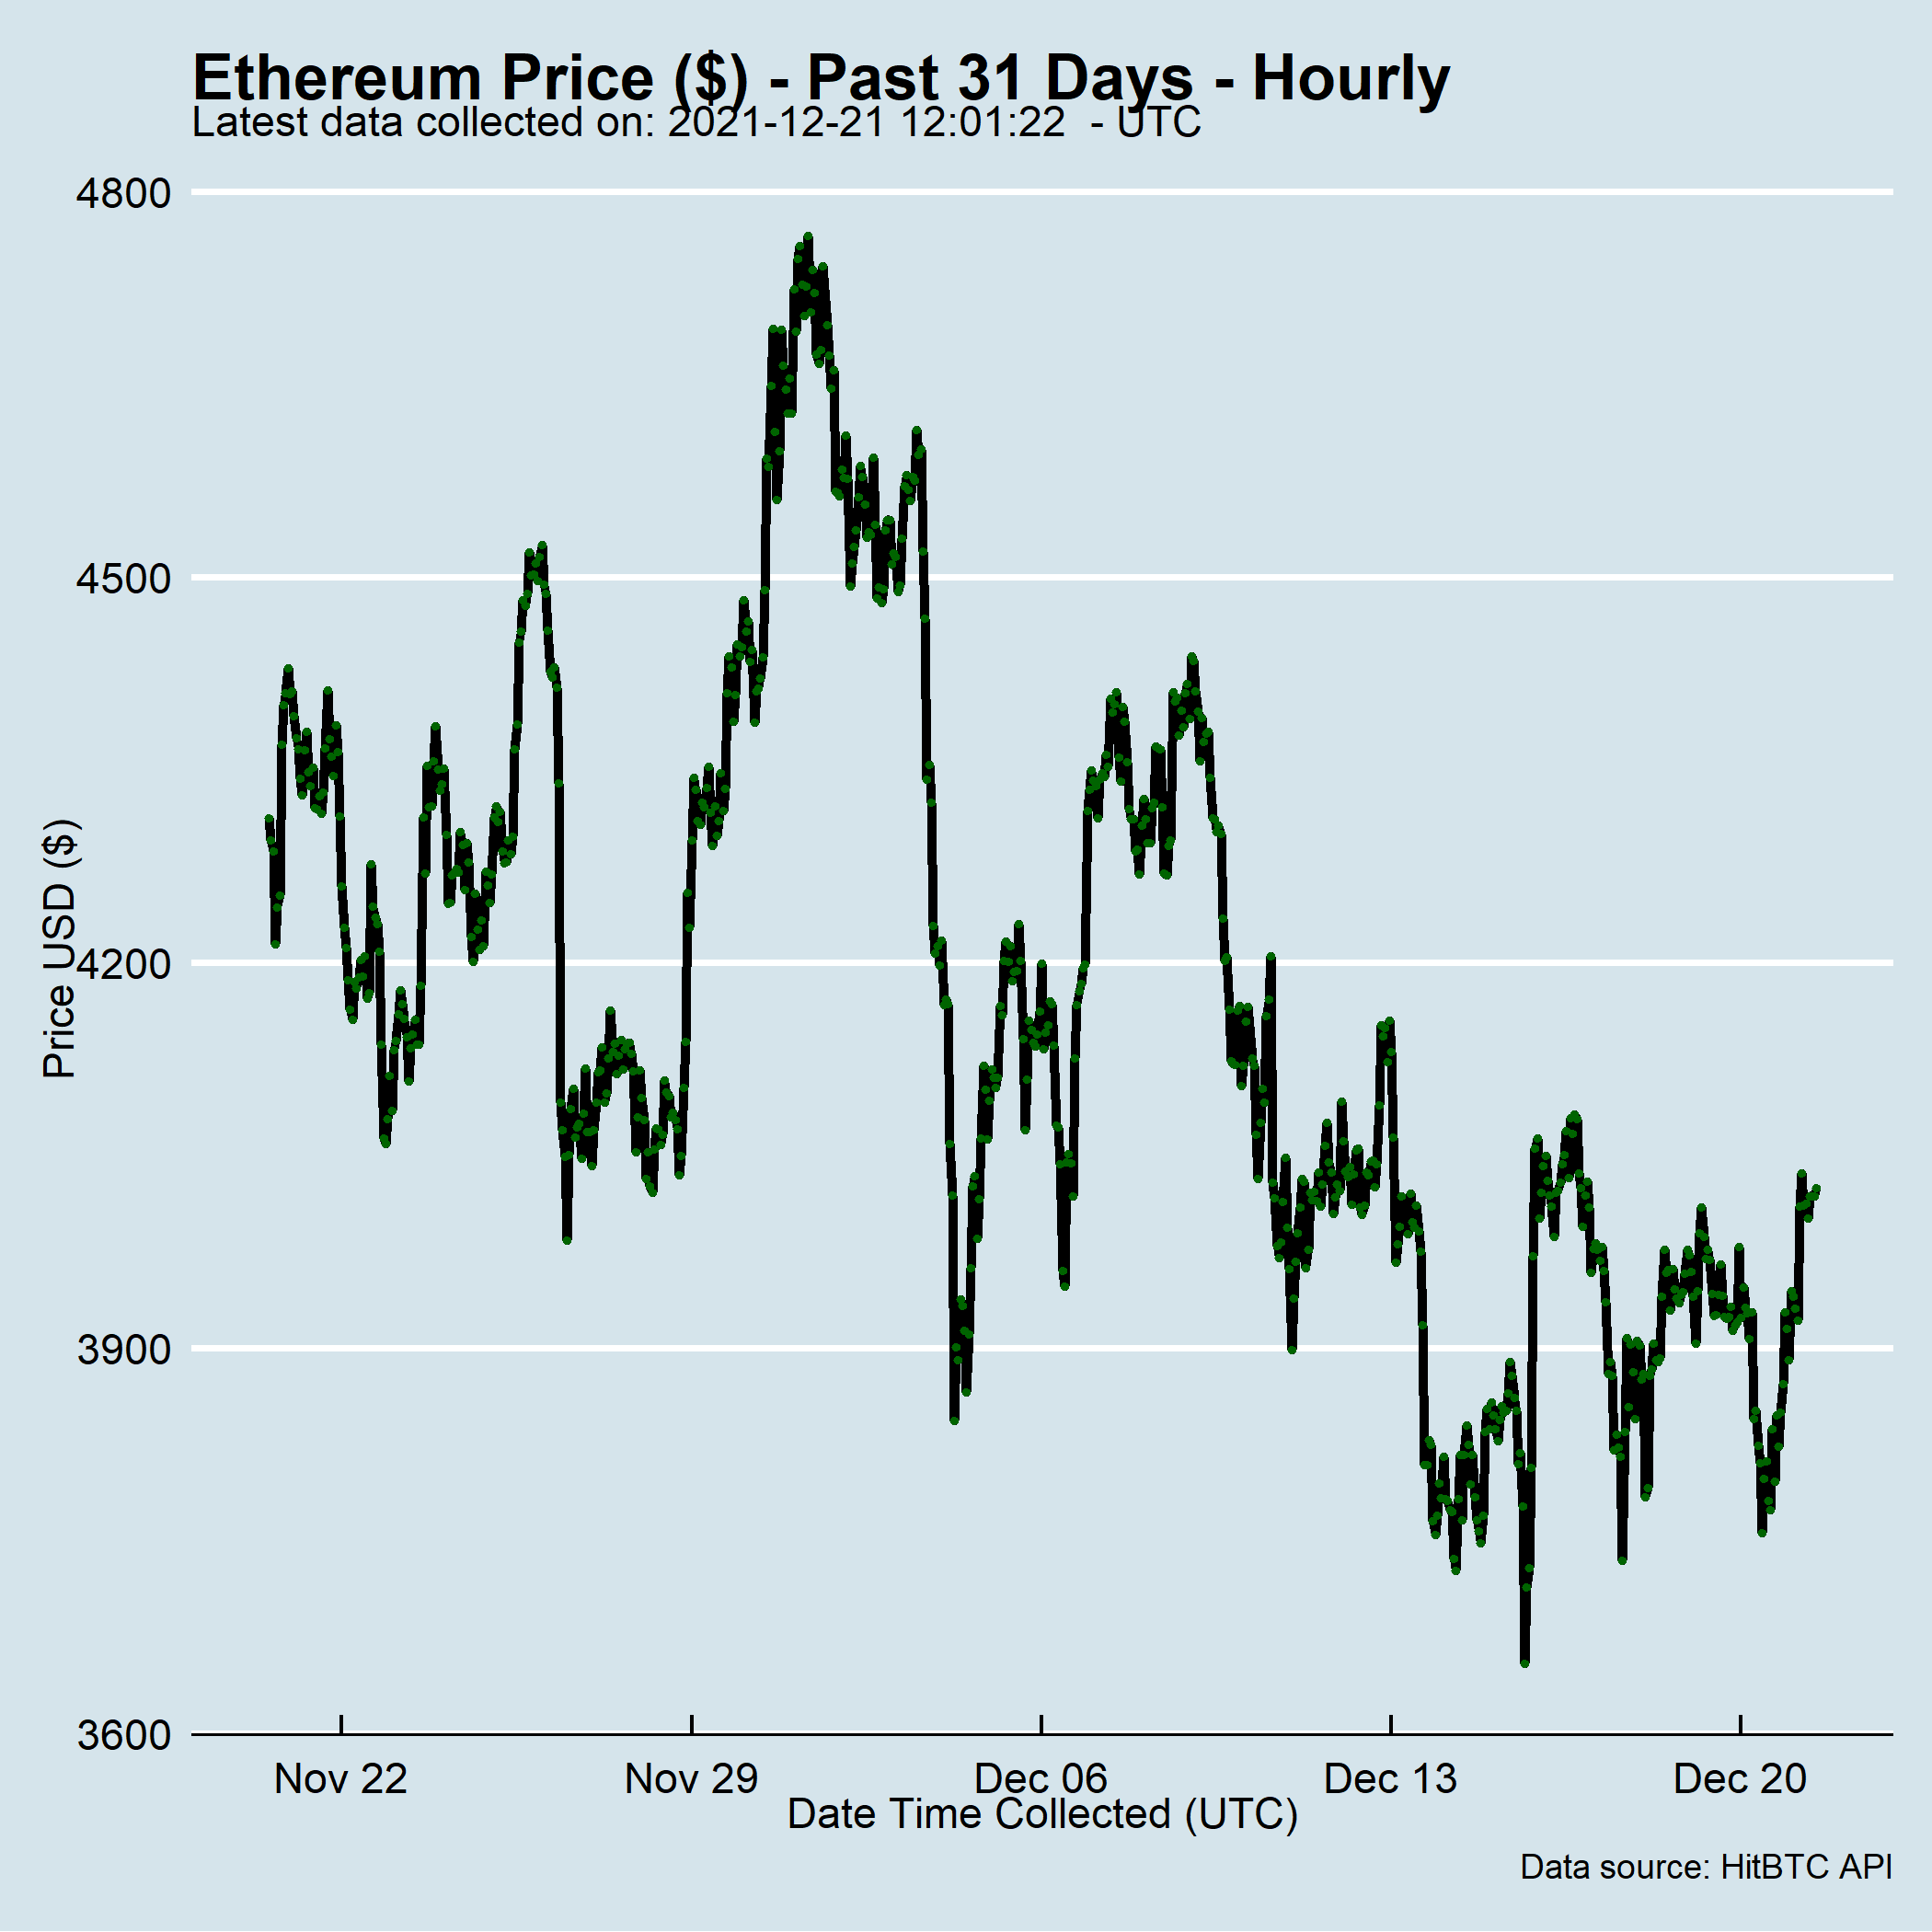 Ethereum Price ($) - Past 31 Days - Hourly
Latest data collected on: 2021-12-21 12:01:22  - UTC
4800
4500
4200
3900
3600
Price USD ($)
Nov 22
Nov 29
Dec 06
Dec 13
Dec 20
Date Time Collected (UTC)
Data source: HitBTC API